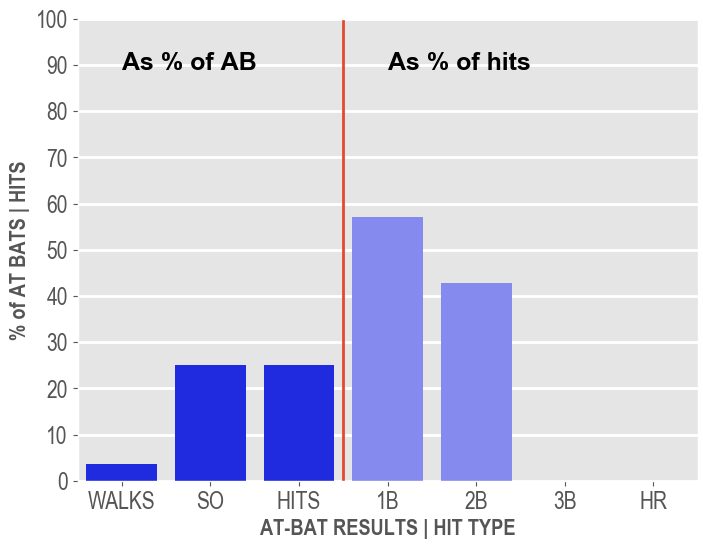 100
90
80
70
60
50
40
30
20
10
0
% of AT BATS | HITS
As % of AB
As % of hits
WALKS SO HITS 1B 2B 3B HR
AT-BAT RESULTS | HIT TYPE